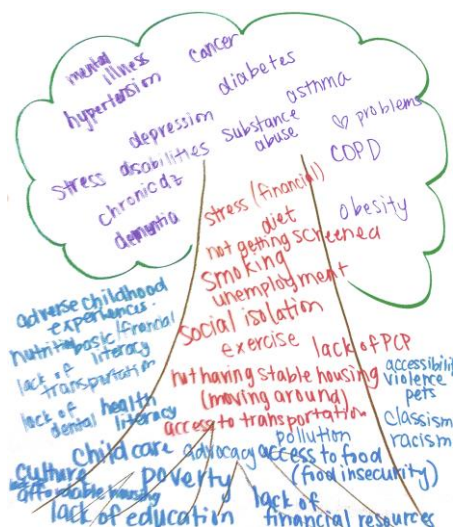 mental
illness
hypertension
cancer
diabetes
asthma
♡ problems
COPD
obesity
depression
substance
abuse
stress
disabilities
chronic dz
dementia
stress (financial)
diet
not getting screened
smoking
unemployment
social isolation
exercise
lack of PCP
not having stable housing
(moving around)
access to transportation
adverse childhood
experiences
nutrition
basic/financial
literacy
lack of
transportation
lack of
dental
health
literacy
accessibility
violence
pets
classism
racism
child care
culture
advocacy
pollution
access to food
(food insecurity)
affordable housing
poverty
lack of education
lack of
financial resources